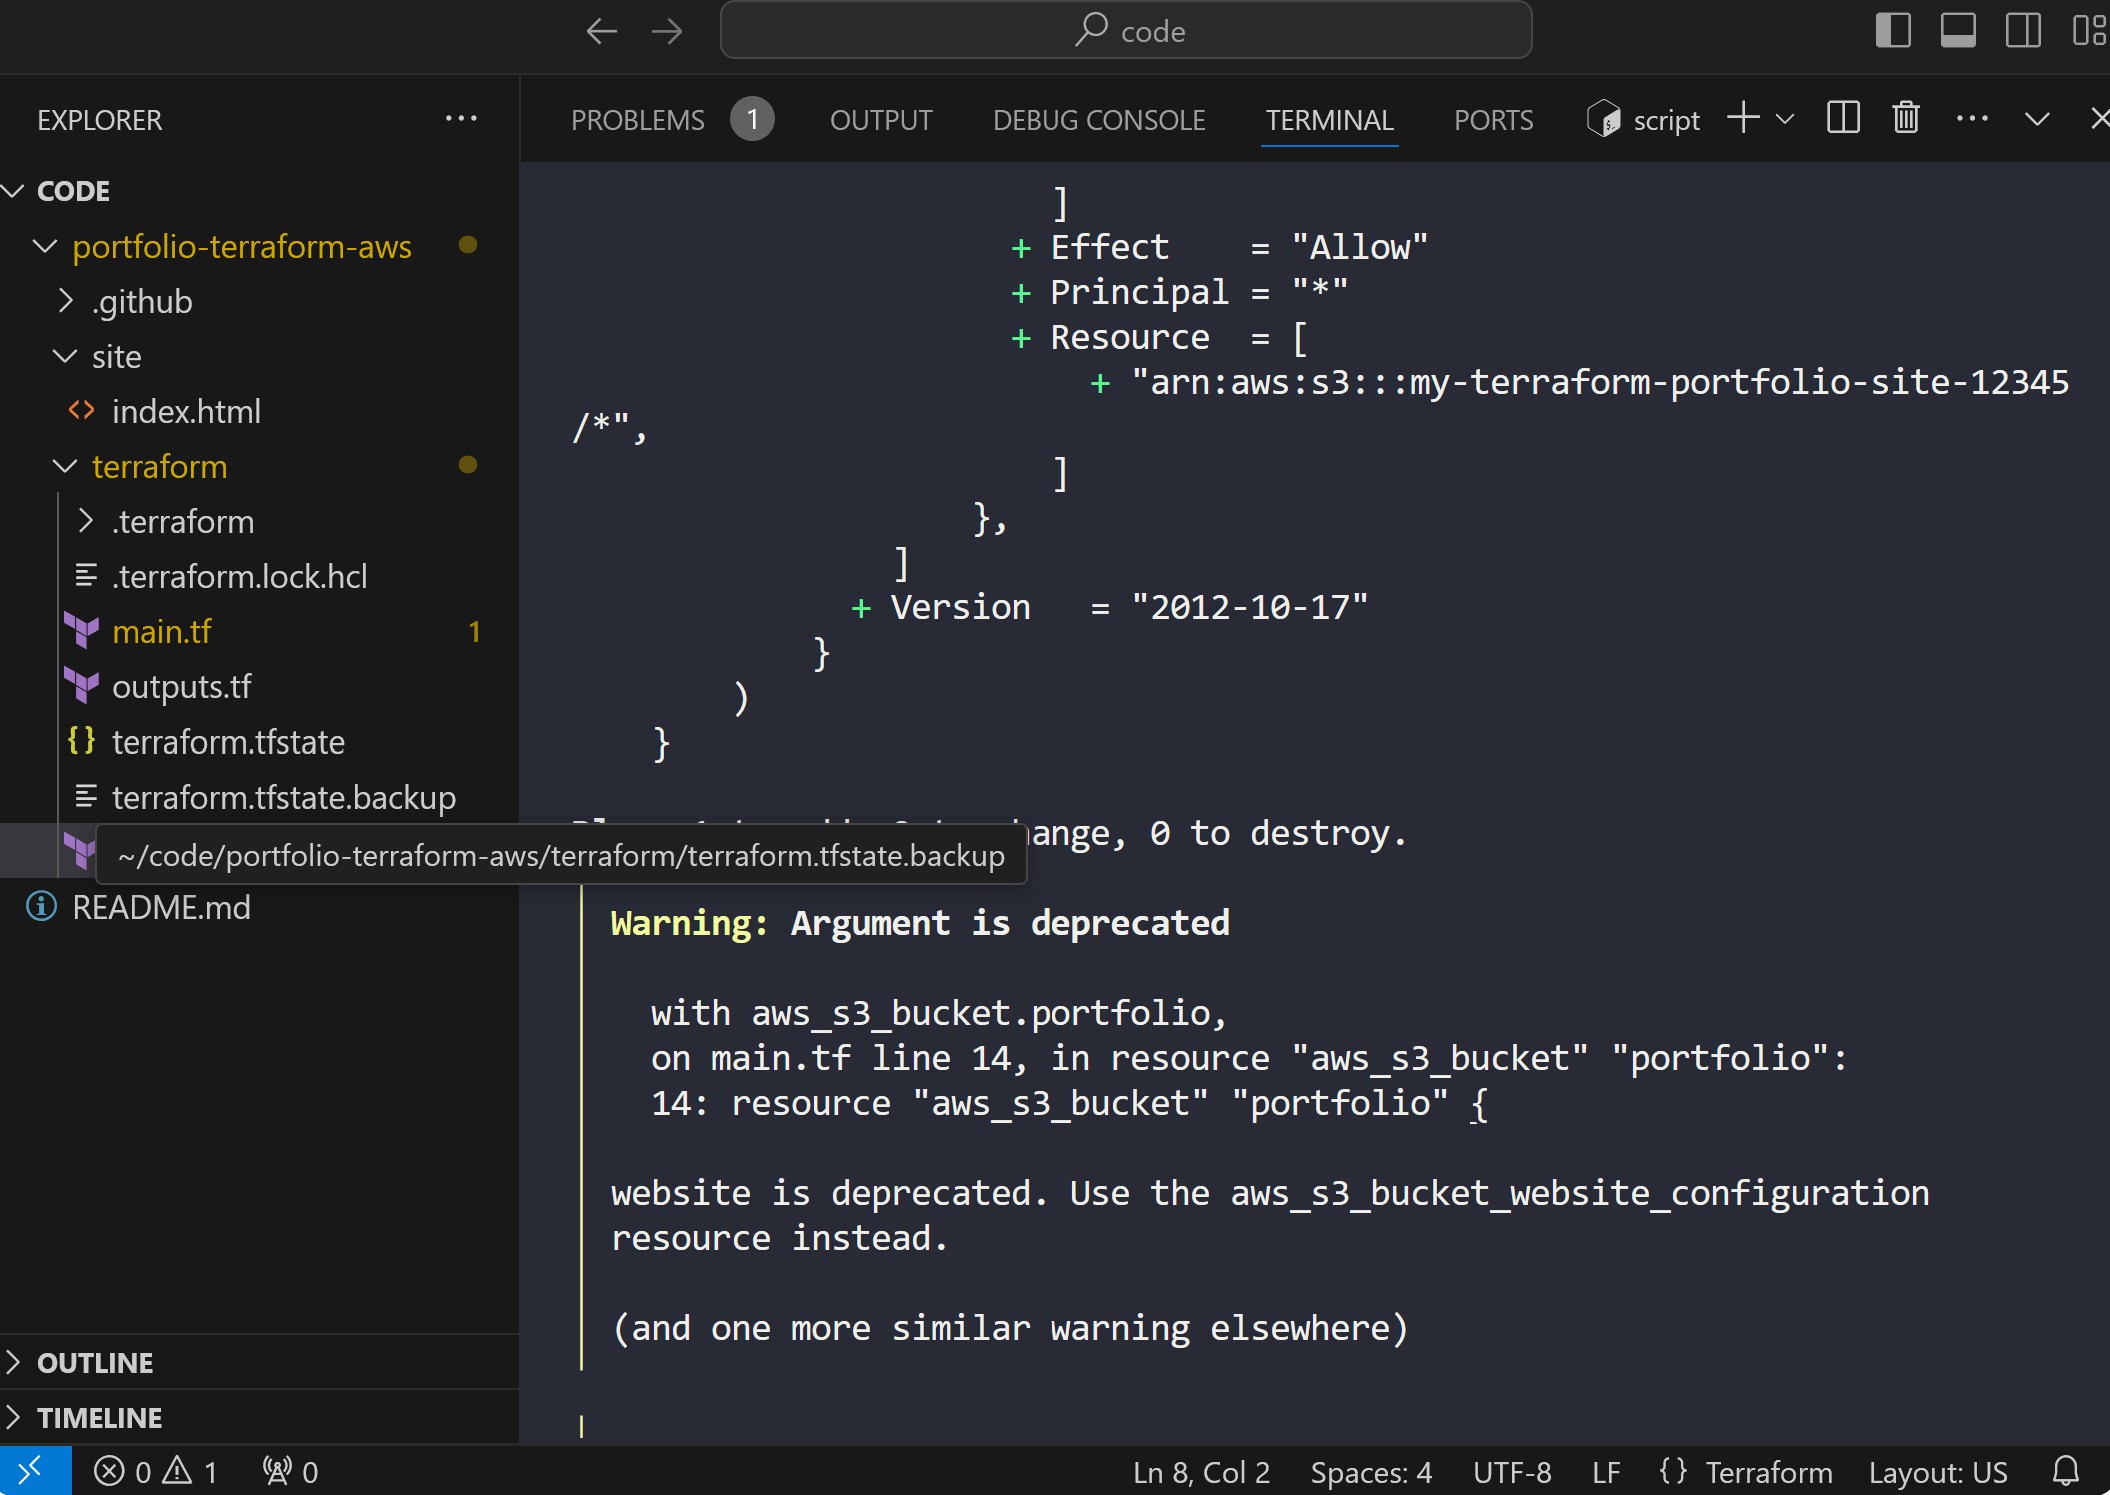 code
EXPLORER
PROBLEMS 1 OUTPUT DEBUG CONSOLE TERMINAL PORTS script
CODE
portfolio-terraform-aws
.github
site
index.html
terraform
.terraform
.terraform.lock.hcl
main.tf 1
outputs.tf
terraform.tfstate
terraform.tfstate.backup
~/code/portfolio-terraform-aws/terraform/terraform.tfstate.backup
README.md
OUTLINE
TIMELINE
]
+ Effect    = "Allow"
+ Principal = "*"
+ Resource  = [
+ "arn:aws:s3:::my-terraform-portfolio-site-12345
/*",
]
},
]
+ Version   = "2012-10-17"
}
)
}
hange, 0 to destroy.
Warning: Argument is deprecated
with aws_s3_bucket.portfolio,
on main.tf line 14, in resource "aws_s3_bucket" "portfolio":
14: resource "aws_s3_bucket" "portfolio" {
website is deprecated. Use the aws_s3_bucket_website_configuration
resource instead.
(and one more similar warning elsewhere)
0 1 0 Ln 8, Col 2 Spaces: 4 UTF-8 LF {} Terraform Layout: US